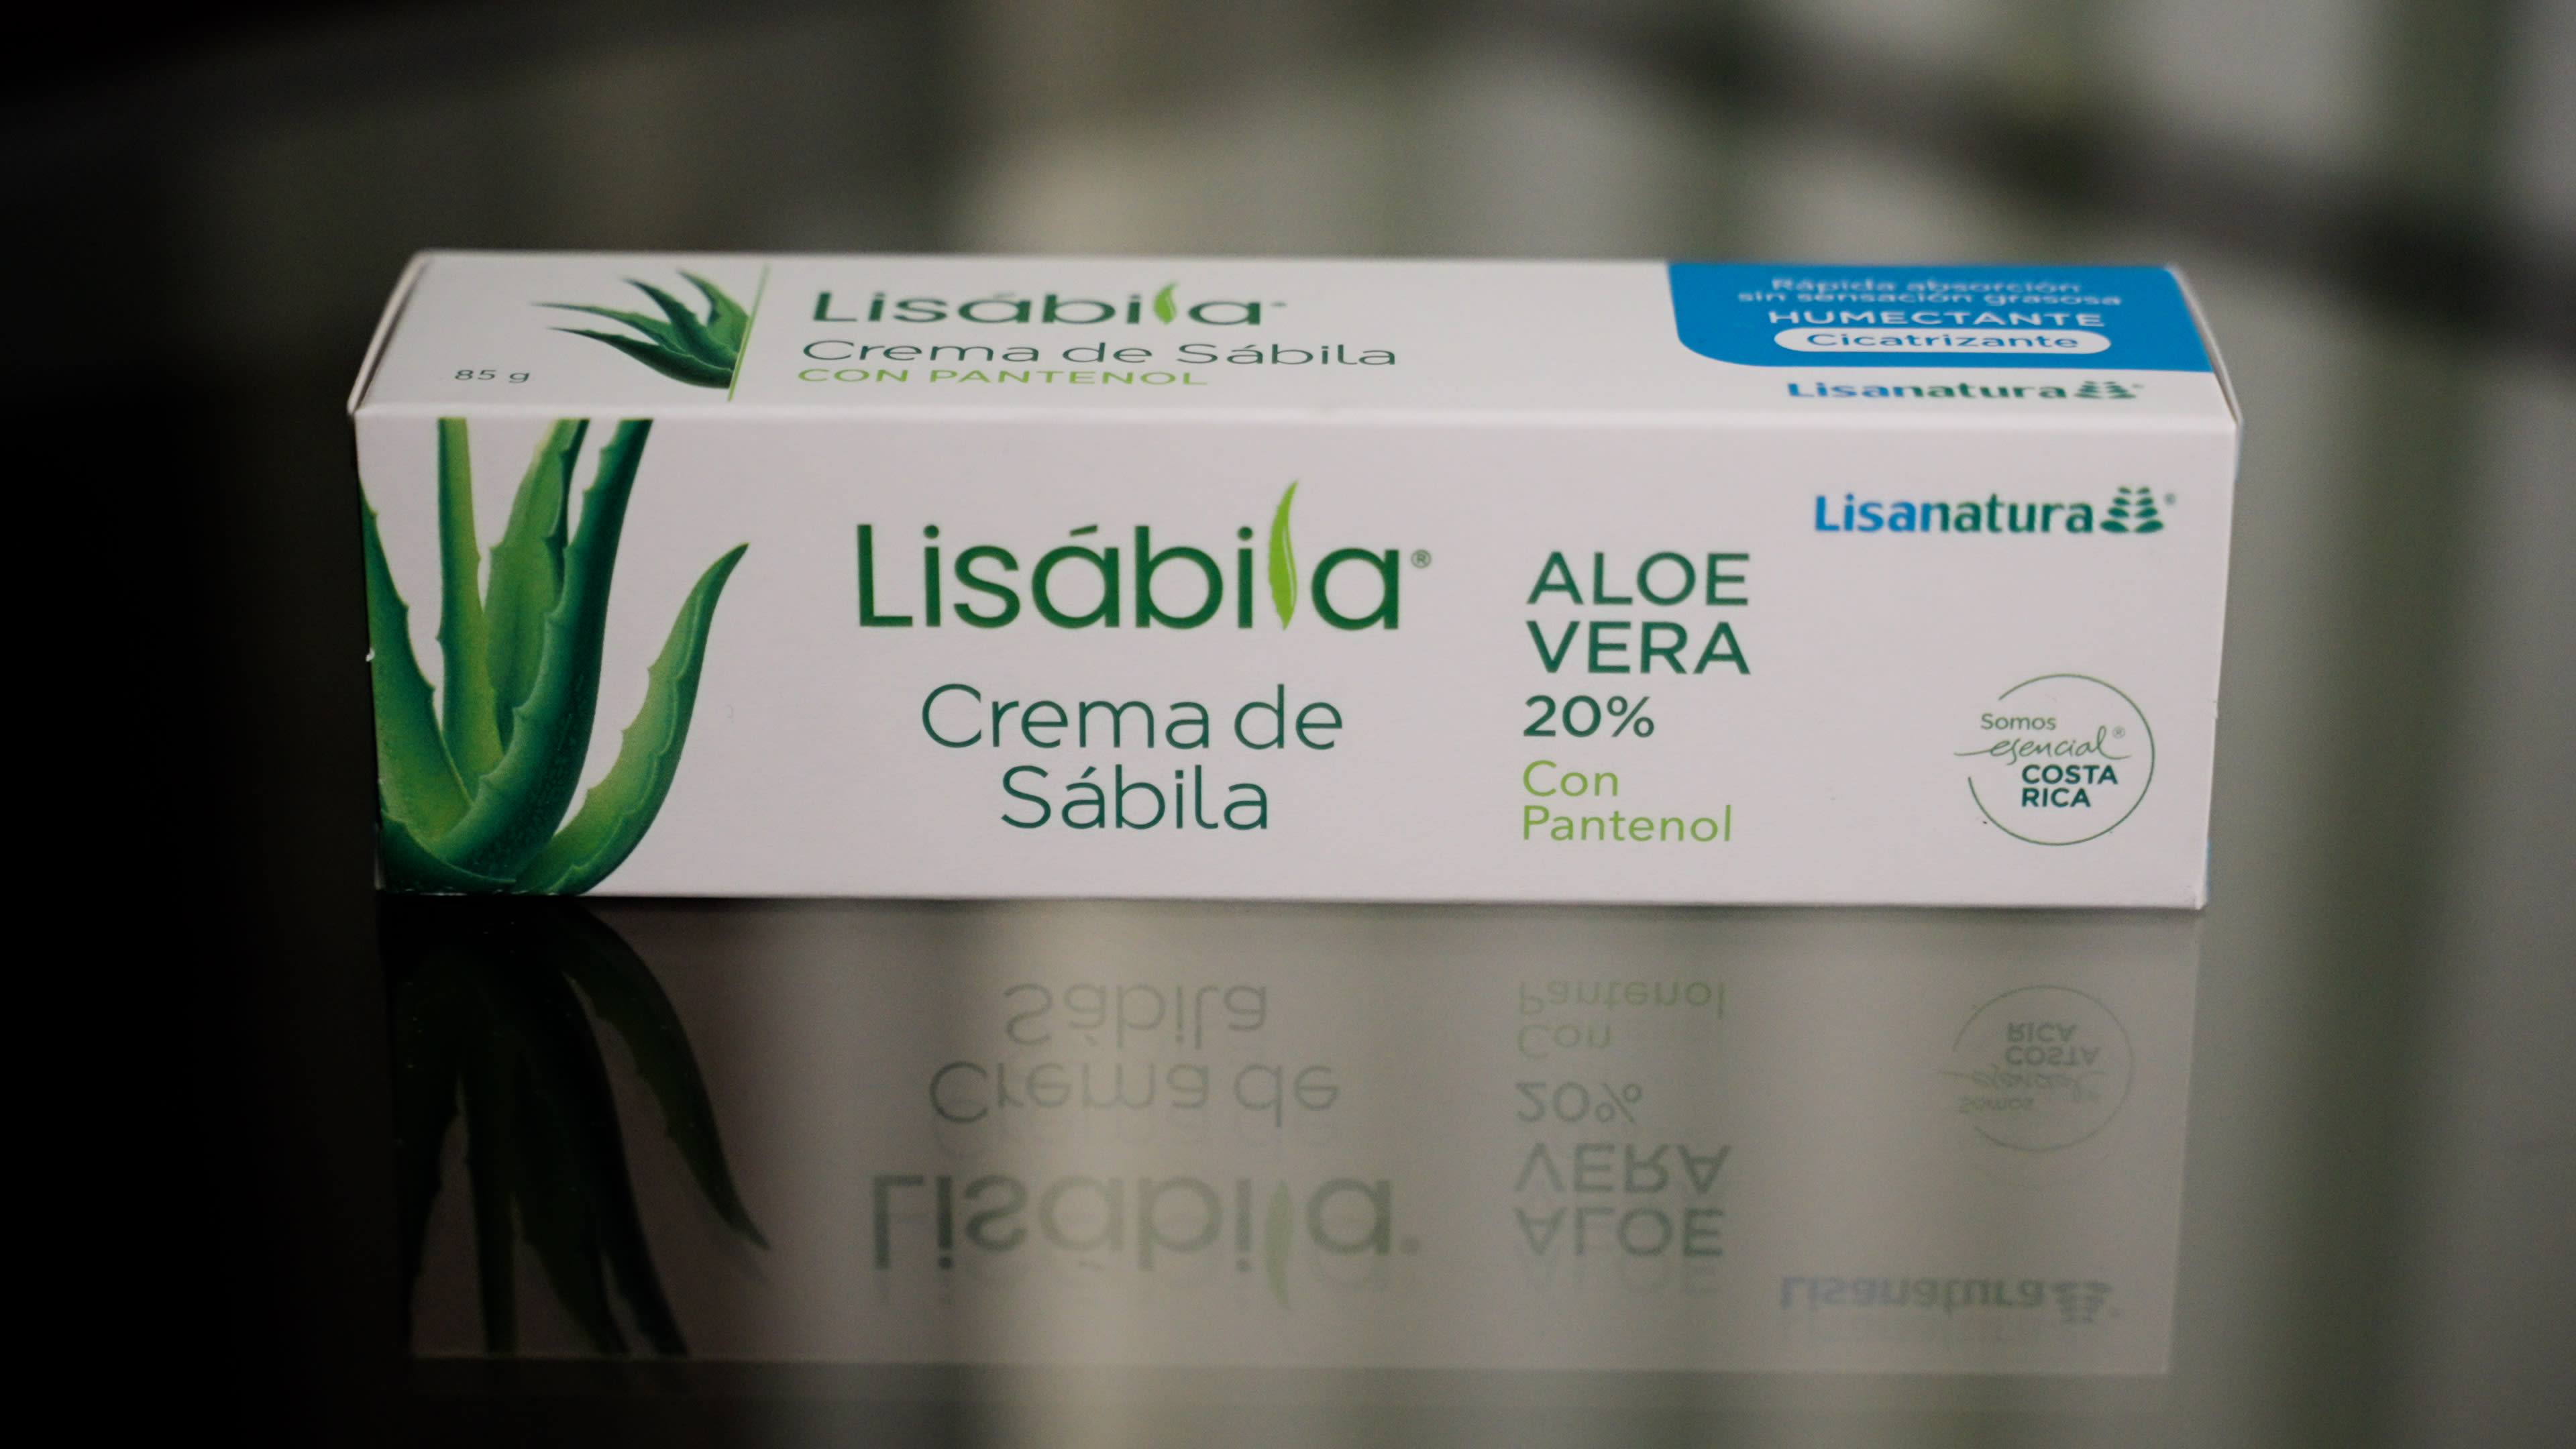 85 g
Lisábila®
Crema de Sábila
CON PANTENOL
Rápida absorción
sin sensación grasosa
HUMECTANTE
Cicatrizante
Lisanatura®
Lisábila®
Crema de
Sábila
ALOE
VERA
20%
Con
Pantenol
Lisanatura®
Somos
esencial®
COSTA
RICA